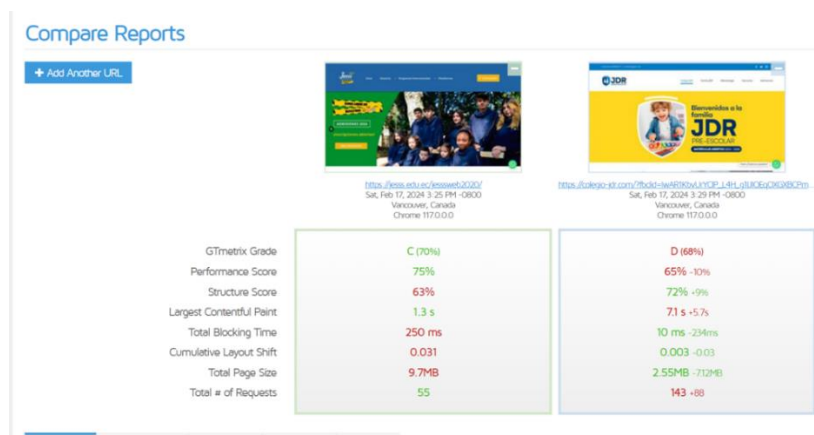 Compare Reports
+ Add Another URL
JDR
Bienvenidos a la
familia
JDR
PRE-ESCOLAR
https://jesss.edu.ec/jesssweb2020/
Sat, Feb 17, 2024 3:25 PM -0800
Vancouver, Canada
Chrome 117.0.0.0
Sat, Feb 17, 2024 3:29 PM -0800
Vancouver, Canada
Chrome 117.0.0.0
GTmetrix Grade C (70%) D (68%)
Performance Score 75% 65% -10%
Structure Score 63% 72% +9%
Largest Contentful Paint 1.3 s 7.1 s +5.7s
Total Blocking Time 250 ms 10 ms -234ms
Cumulative Layout Shift 0.031 0.003 -0.03
Total Page Size 9.7MB 2.55MB -7.12MB
Total # of Requests 55 143 +88